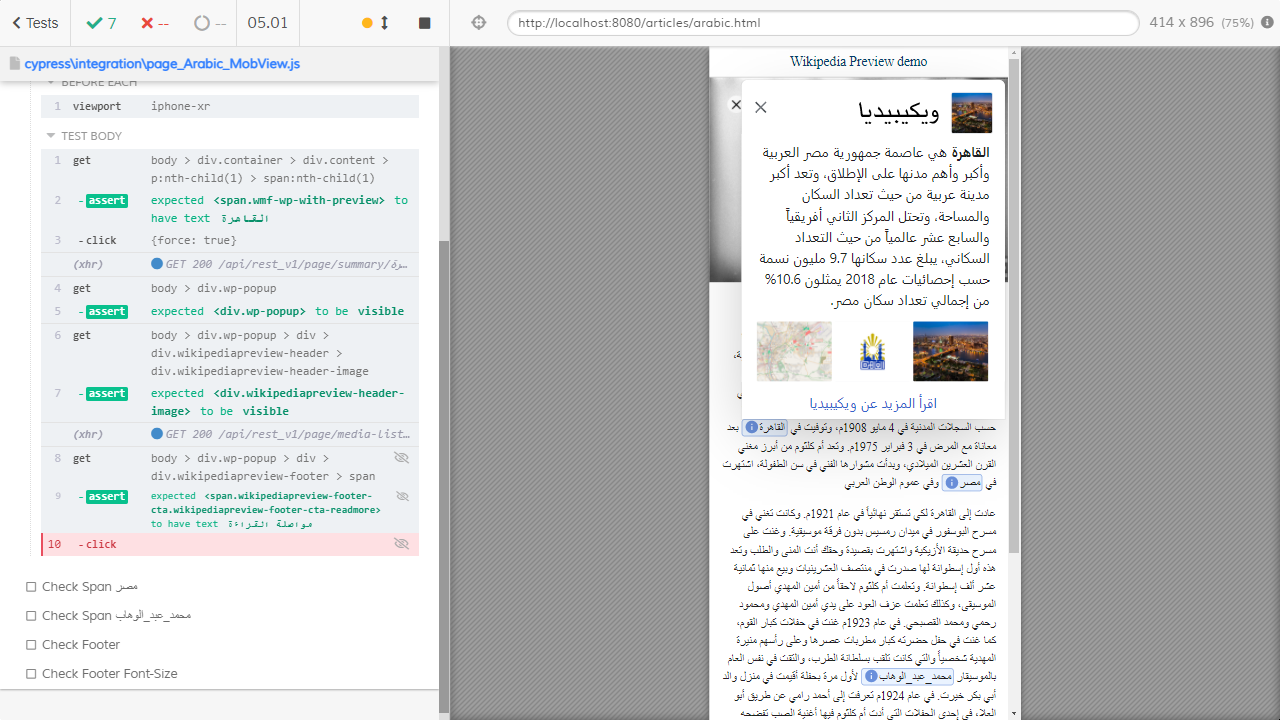 Tests
7
--
--
05.01
http://localhost:8080/articles/arabic.html
414 x 896 (75%)
cypress\integration\page_Arabic_MobView.js
BEFORE EACH
1 viewport iphone-xr
TEST BODY
1 get body > div.container > div.content >
p:nth-child(1) > span:nth-child(1)
2 - assert expected <span.wmf-wp-with-preview> to
have text القاهرة
3 - click {force: true}
(xhr) GET 200 /api/rest_v1/page/summary/رة...
4 get body > div.wp-popup
5 - assert expected <div.wp-popup> to be visible
6 get body > div.wp-popup > div >
div.wikipediapreview-header >
div.wikipediapreview-header-image
7 - assert expected <div.wikipediapreview-header-
image> to be visible
(xhr) GET 200 /api/rest_v1/page/media-list...
8 get body > div.wp-popup > div >
div.wikipediapreview-footer > span
9 - assert expected <span.wikipediapreview-footer-
cta.wikipediapreview-footer-cta-readmore>
to have text مواصلة القراءة
10 - click
Check Span مصر
Check Span محمد_عبد_الوهاب
Check Footer
Check Footer Font-Size
Wikipedia Preview demo
ويكيبيديا
القاهرة هي عاصمة جمهورية مصر العربية
وأكبر وأهم مدنها على الإطلاق، وتعد أكبر
مدينة عربية من حيث تعداد السكان
والمساحة، وتحتل المركز الثاني أفريقياً
والسابع عشر عالمياً من حيث التعداد
السكاني، يبلغ عدد سكانها 9.7 مليون نسمة
حسب إحصائيات عام 2018 يمثلون 10.6%
من إجمالي تعداد سكان مصر.
اقرأ المزيد عن ويكيبيديا
حسب السجلات المدنية في 4 مايو 1908م، وتوفيت في القاهرة بعد
معاناة مع المرض في 3 فبراير 1975م. وتعد أم كلثوم من أبرز مغني
القرن العشرين الميلادي، وبدأت مشوارها الفني في سن الطفولة، اشتهرت
في مصر وفي عموم الوطن العربي
عادت إلى القاهرة لكي تستقر نهائياً في عام 1921م. وكانت تغني في
مسرح البوسفور في ميدان رمسيس بدون فرقة موسيقية. وغنت على
مسرح حديقة الأزبكية واشتهرت بقصيدة وحقك أنت المنى والطلب وتعد
هذه أول إسطوانة لها صدرت في منتصف العشرينيات وبيع منها ثمانية
عشر ألف إسطوانة. وتعلمت أم كلثوم لاحقاً من أمين المهدي أصول
الموسيقى، وكذلك تعلمت عزف العود على يدي أمين المهدي ومحمود
رحمي ومحمد القصبجي. في عام 1923م غنت في حفلات كبار القوم،
كما غنت في حفل حضرته كبار مطربات عصرها وعلى رأسهم منيرة
المهدية شخصياً والتي كانت تلقب بسلطانة الطرب، والتقت في نفس العام
بالموسيقار محمد_عبد_الوهاب لأول مرة بحفلة أقيمت في منزل والد
أبي بكر خيرت. في عام 1924م تعرفت إلى أحمد رامي عن طريق أبو
العلا، في إحدى الحفلات التي أدت أم كلثوم فيها أغنية الصب تفضحه